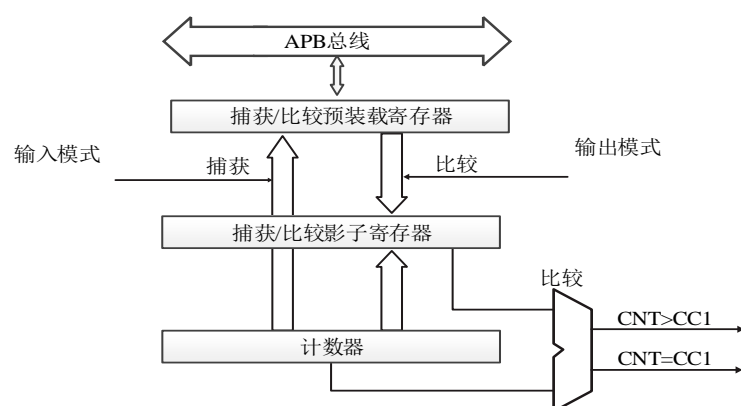 APB总线
捕获/比较预装载寄存器
输入模式
捕获
比较
输出模式
捕获/比较影子寄存器
比较
CNT>CC1
计数器
CNT=CC1